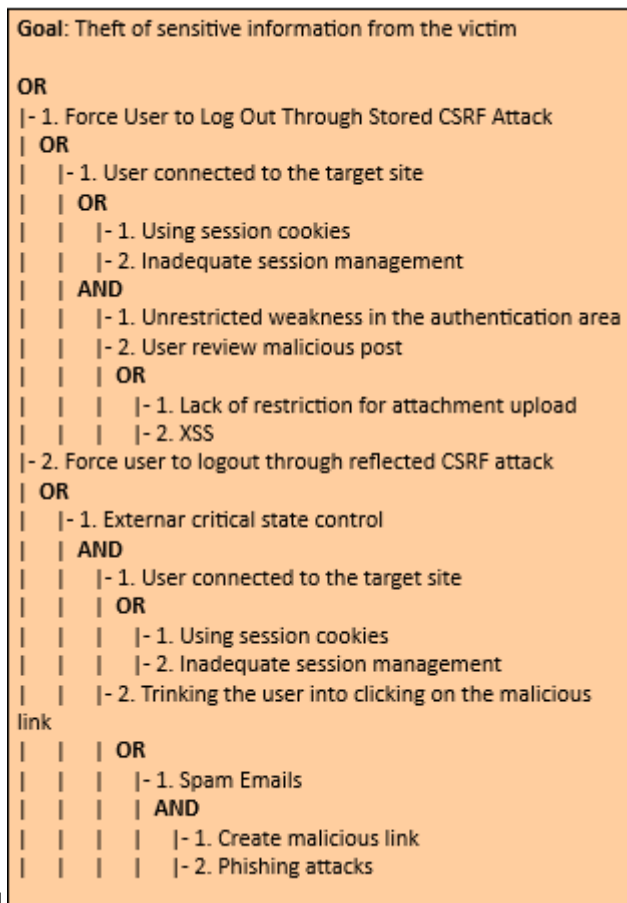 Goal: Theft of sensitive information from the victim
OR
|- 1. Force User to Log Out Through Stored CSRF Attack
| OR
| |- 1. User connected to the target site
| | OR
| | |- 1. Using session cookies
| | |- 2. Inadequate session management
| | AND
| | |- 1. Unrestricted weakness in the authentication area
| | |- 2. User review malicious post
| | | OR
| | | |- 1. Lack of restriction for attachment upload
| | | |- 2. XSS
|- 2. Force user to logout through reflected CSRF attack
| OR
| |- 1. Externar critical state control
| | AND
| | |- 1. User connected to the target site
| | | OR
| | | |- 1. Using session cookies
| | | |- 2. Inadequate session management
| | |- 2. Trinking the user into clicking on the malicious
link
| | | OR
| | | |- 1. Spam Emails
| | | | AND
| | | | |- 1. Create malicious link
| | | | |- 2. Phishing attacks